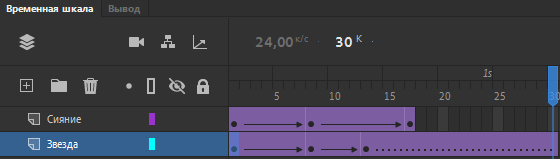 Временная шкала Вывод
24,00 к/с 30 К
1s
5 10 15 20 25 30
Сияние
Звезда